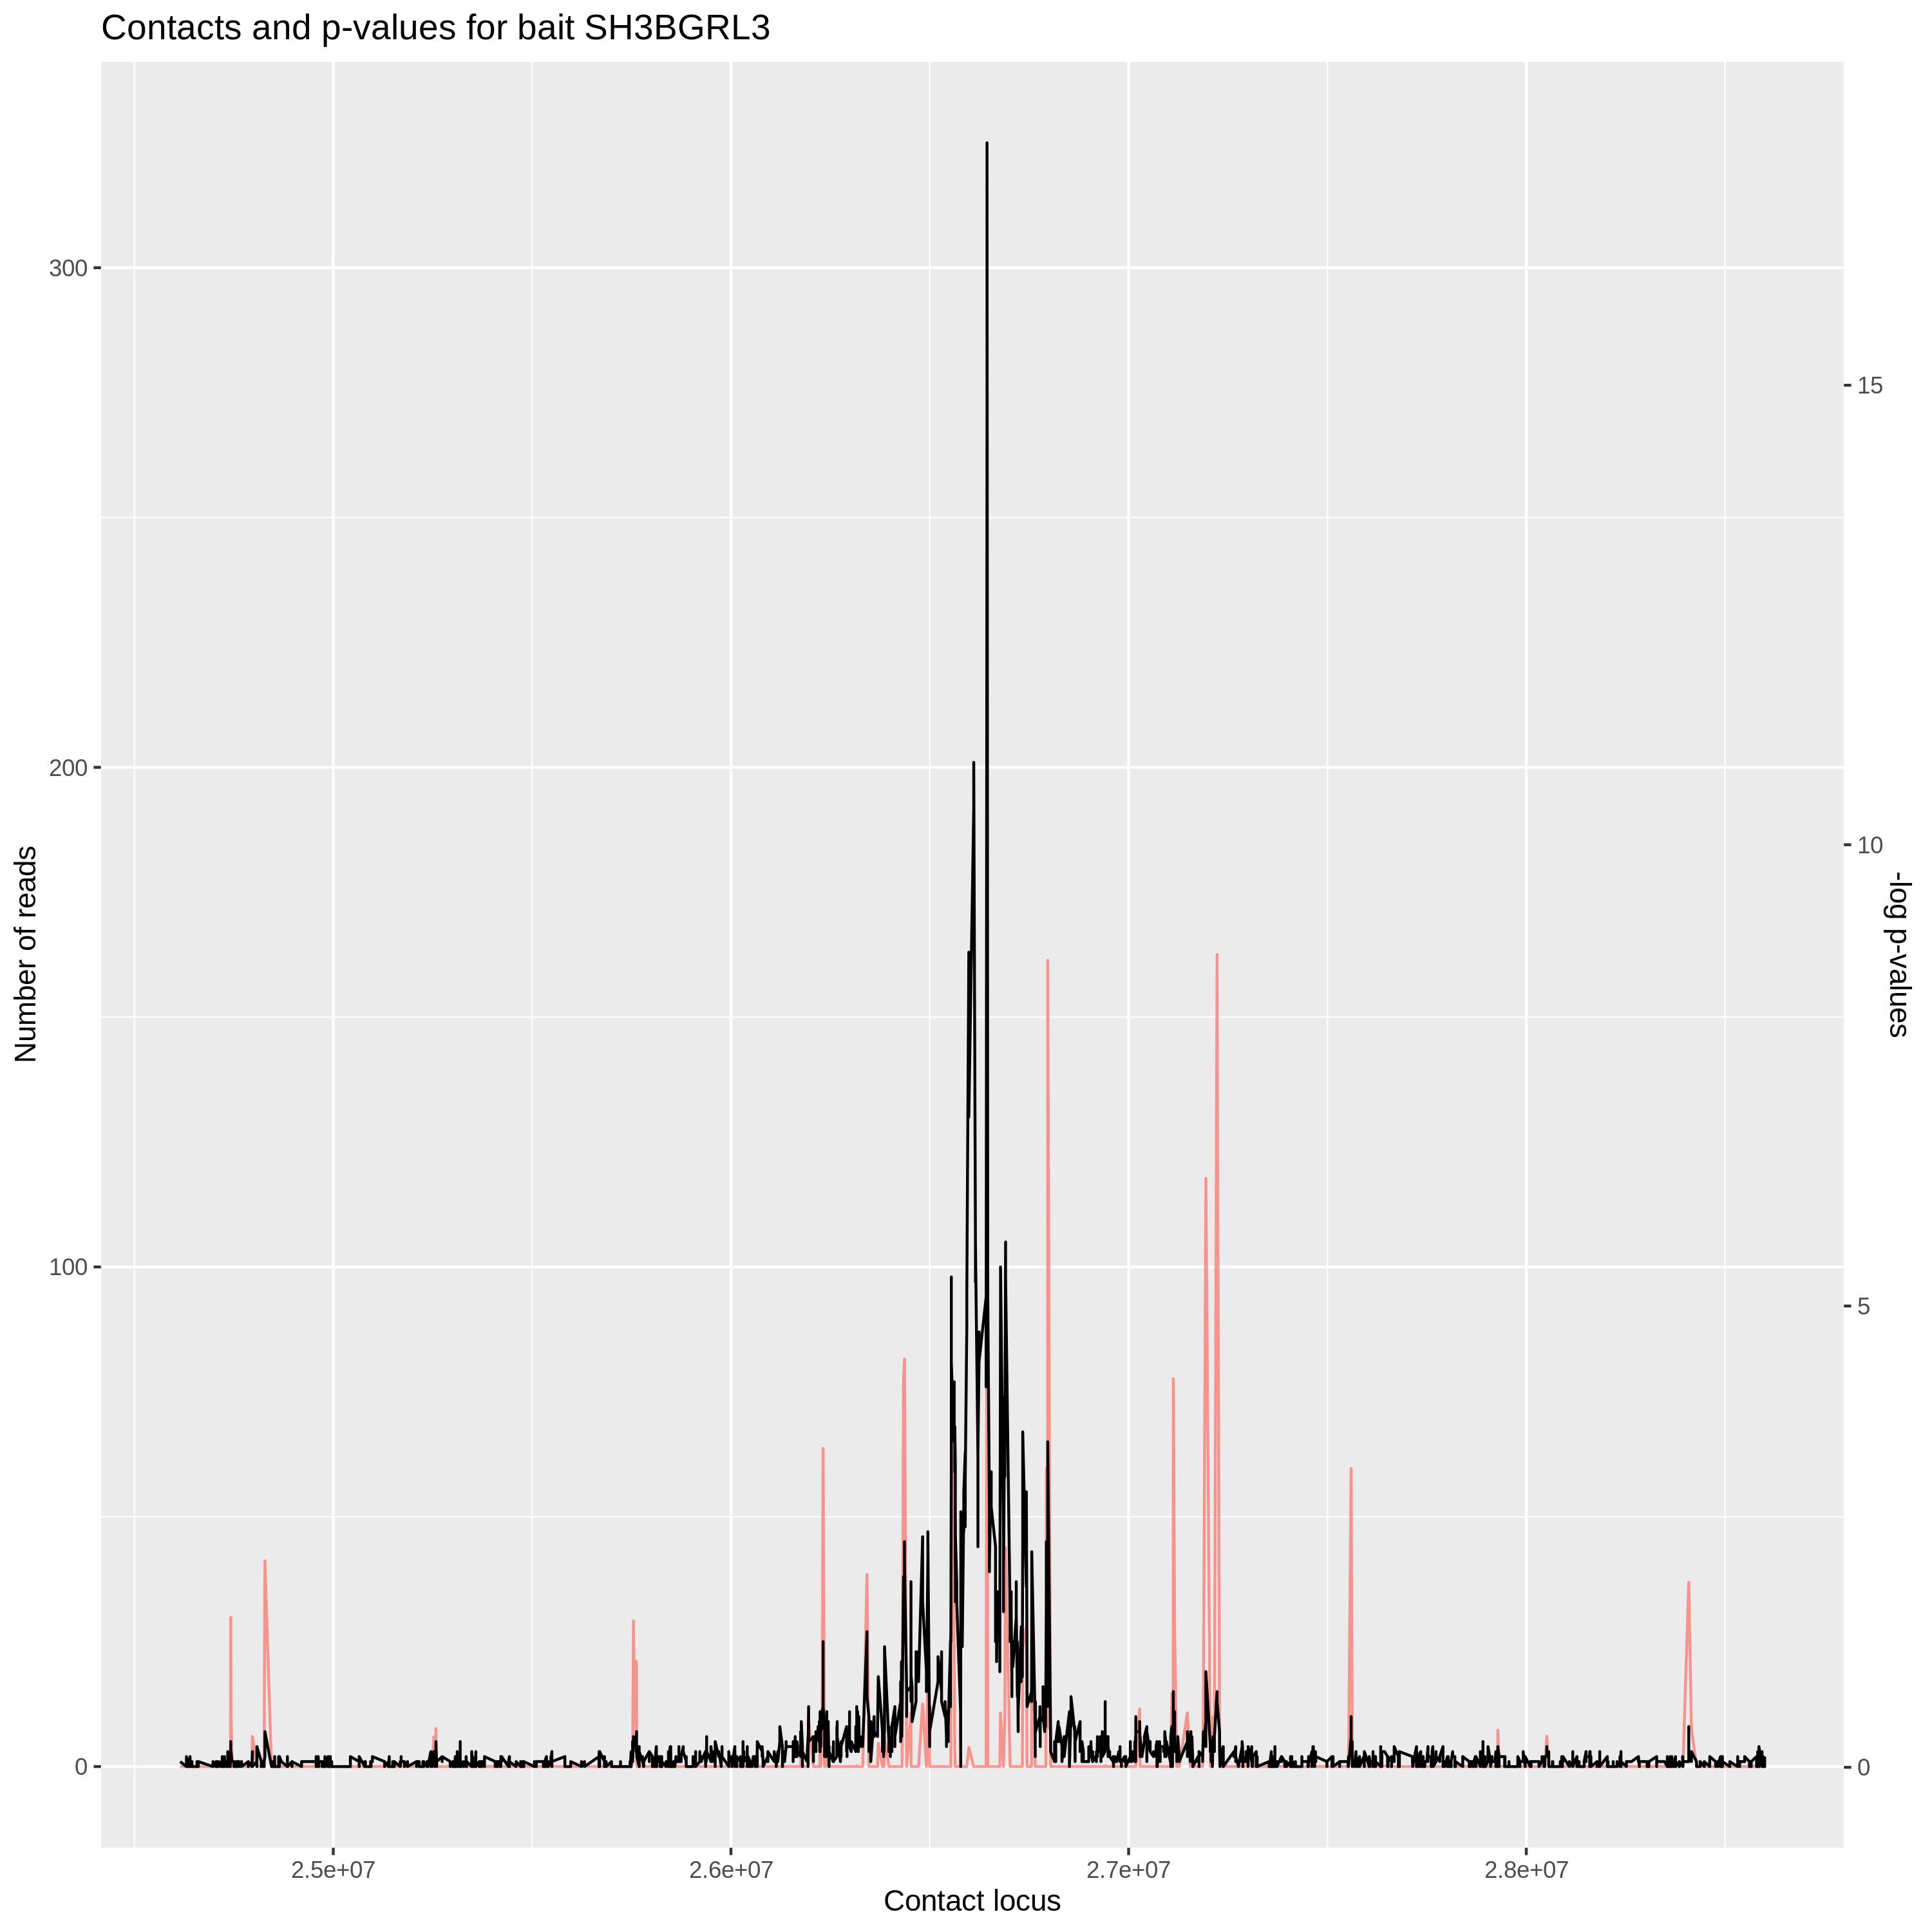 Contacts and p-values for bait SH3BGRL3
300
200
100
0
Number of reads
15
10
5
0
-log p-values
2.5e+07 2.6e+07 2.7e+07 2.8e+07
Contact locus